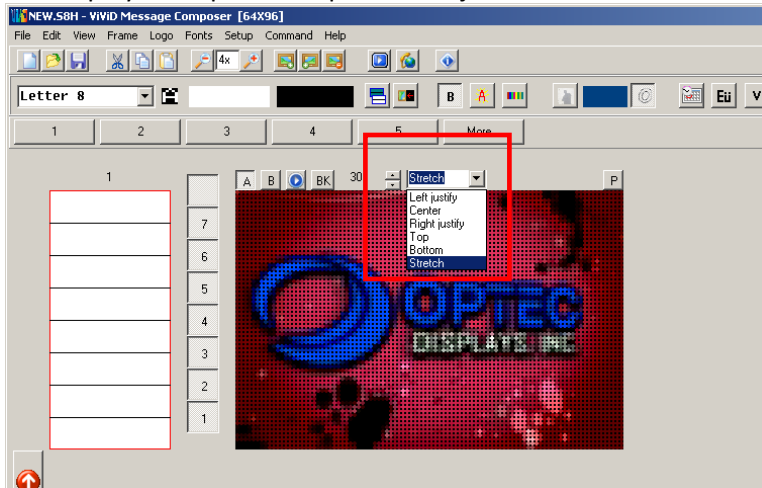 NEW.S8H - ViViD Message Composer [64X96]
File Edit View Frame Logo Fonts Setup Command Help
4x
Letter 8 B A Eü V
1 2 3 4 5 More
1 A B BK 30 Stretch P
Left justify
Center
Right justify
Top
Bottom
Stretch
7
6
5
4
3
2
1
OPTEC
DISPLAYS, INC